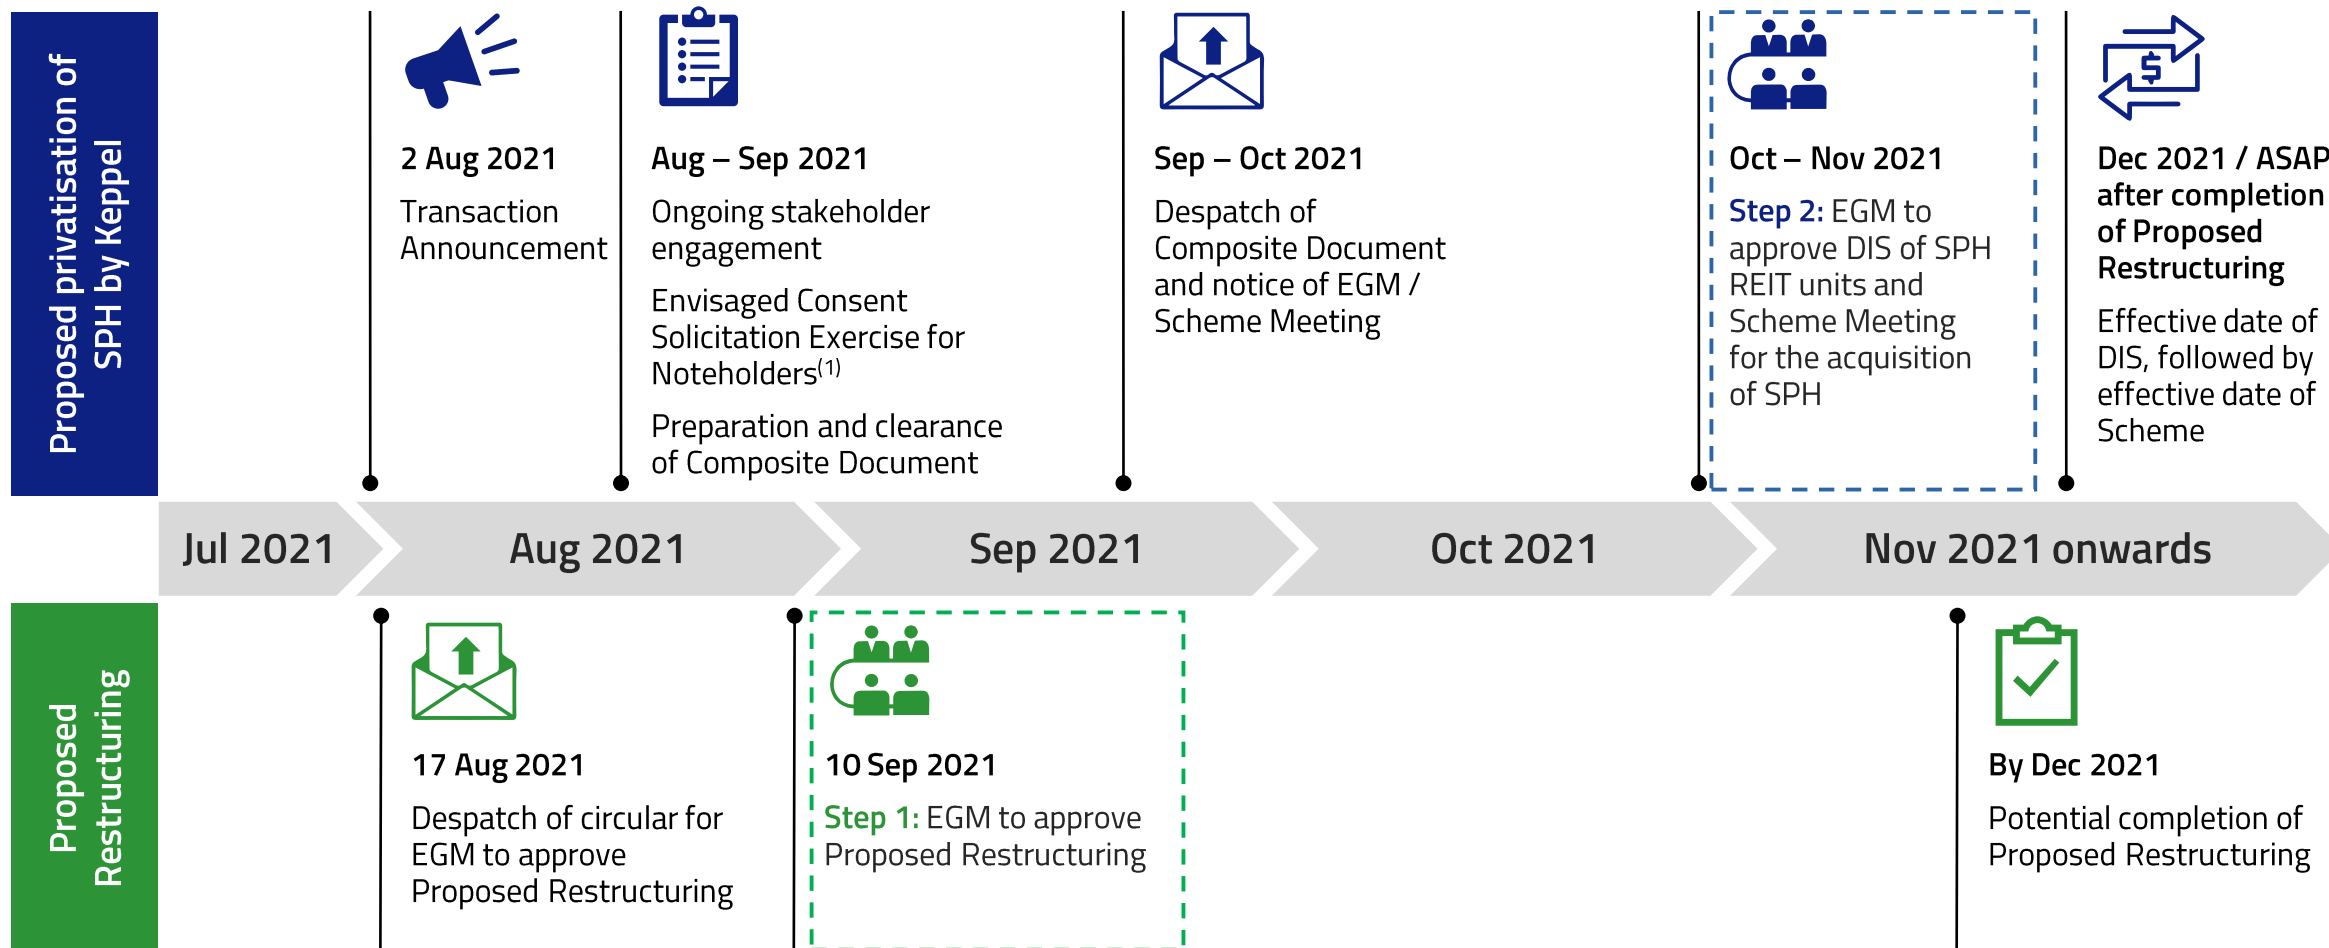 Proposed privatisation of
SPH by Keppel
2 Aug 2021
Transaction
Announcement
Aug – Sep 2021
Ongoing stakeholder
engagement
Envisaged Consent
Solicitation Exercise for
Noteholders(1)
Preparation and clearance
of Composite Document
Sep – Oct 2021
Despatch of
Composite Document
and notice of EGM /
Scheme Meeting
Oct – Nov 2021
Step 2: EGM to
approve DIS of SPH
REIT units and
Scheme Meeting
for the acquisition
of SPH
Dec 2021 / ASAP
after completion
of Proposed
Restructuring
Effective date of
DIS, followed by
effective date of
Scheme
$
Jul 2021
Aug 2021
Sep 2021
Oct 2021
Nov 2021 onwards
Proposed
Restructuring
17 Aug 2021
Despatch of circular for
EGM to approve
Proposed Restructuring
10 Sep 2021
Step 1: EGM to approve
Proposed Restructuring
By Dec 2021
Potential completion of
Proposed Restructuring